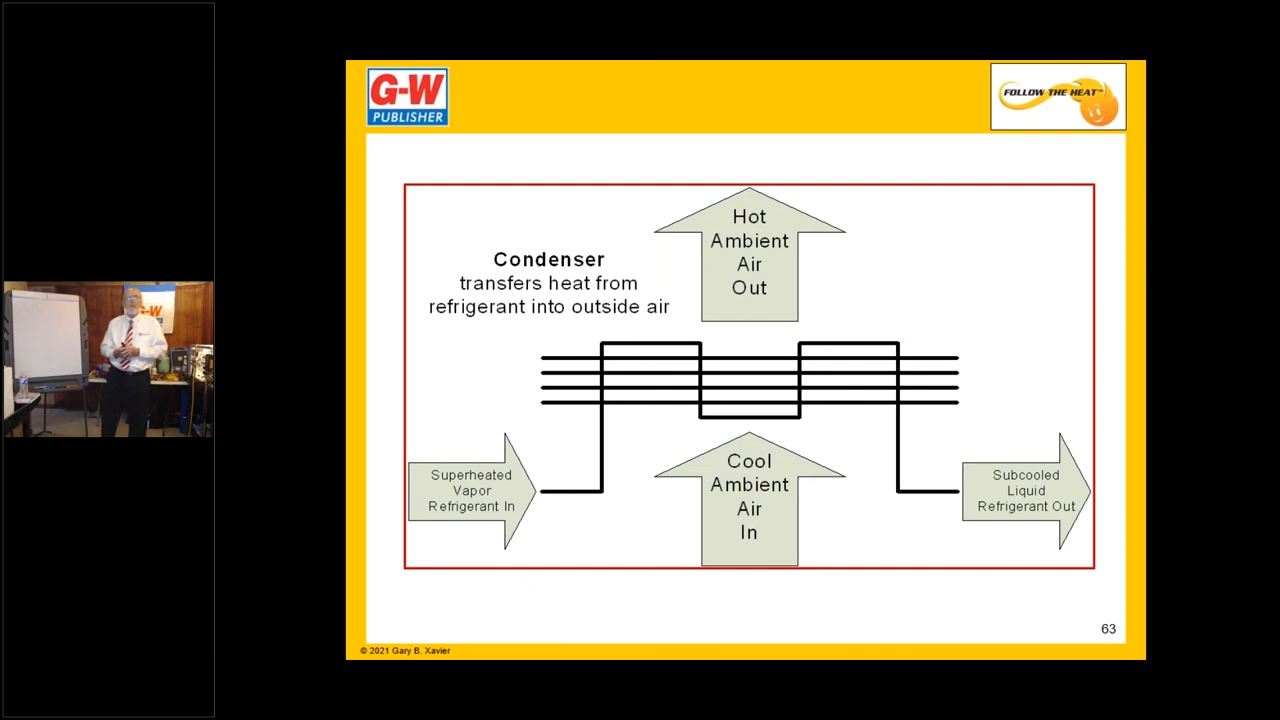 G-W
PUBLISHER
FOLLOW THE HEAT™
Condenser
transfers heat from
refrigerant into outside air
Hot
Ambient
Air
Out
Superheated
Vapor
Refrigerant In
Cool
Ambient
Air
In
Subcooled
Liquid
Refrigerant Out
63
© 2021 Gary B. Xavier
G-W